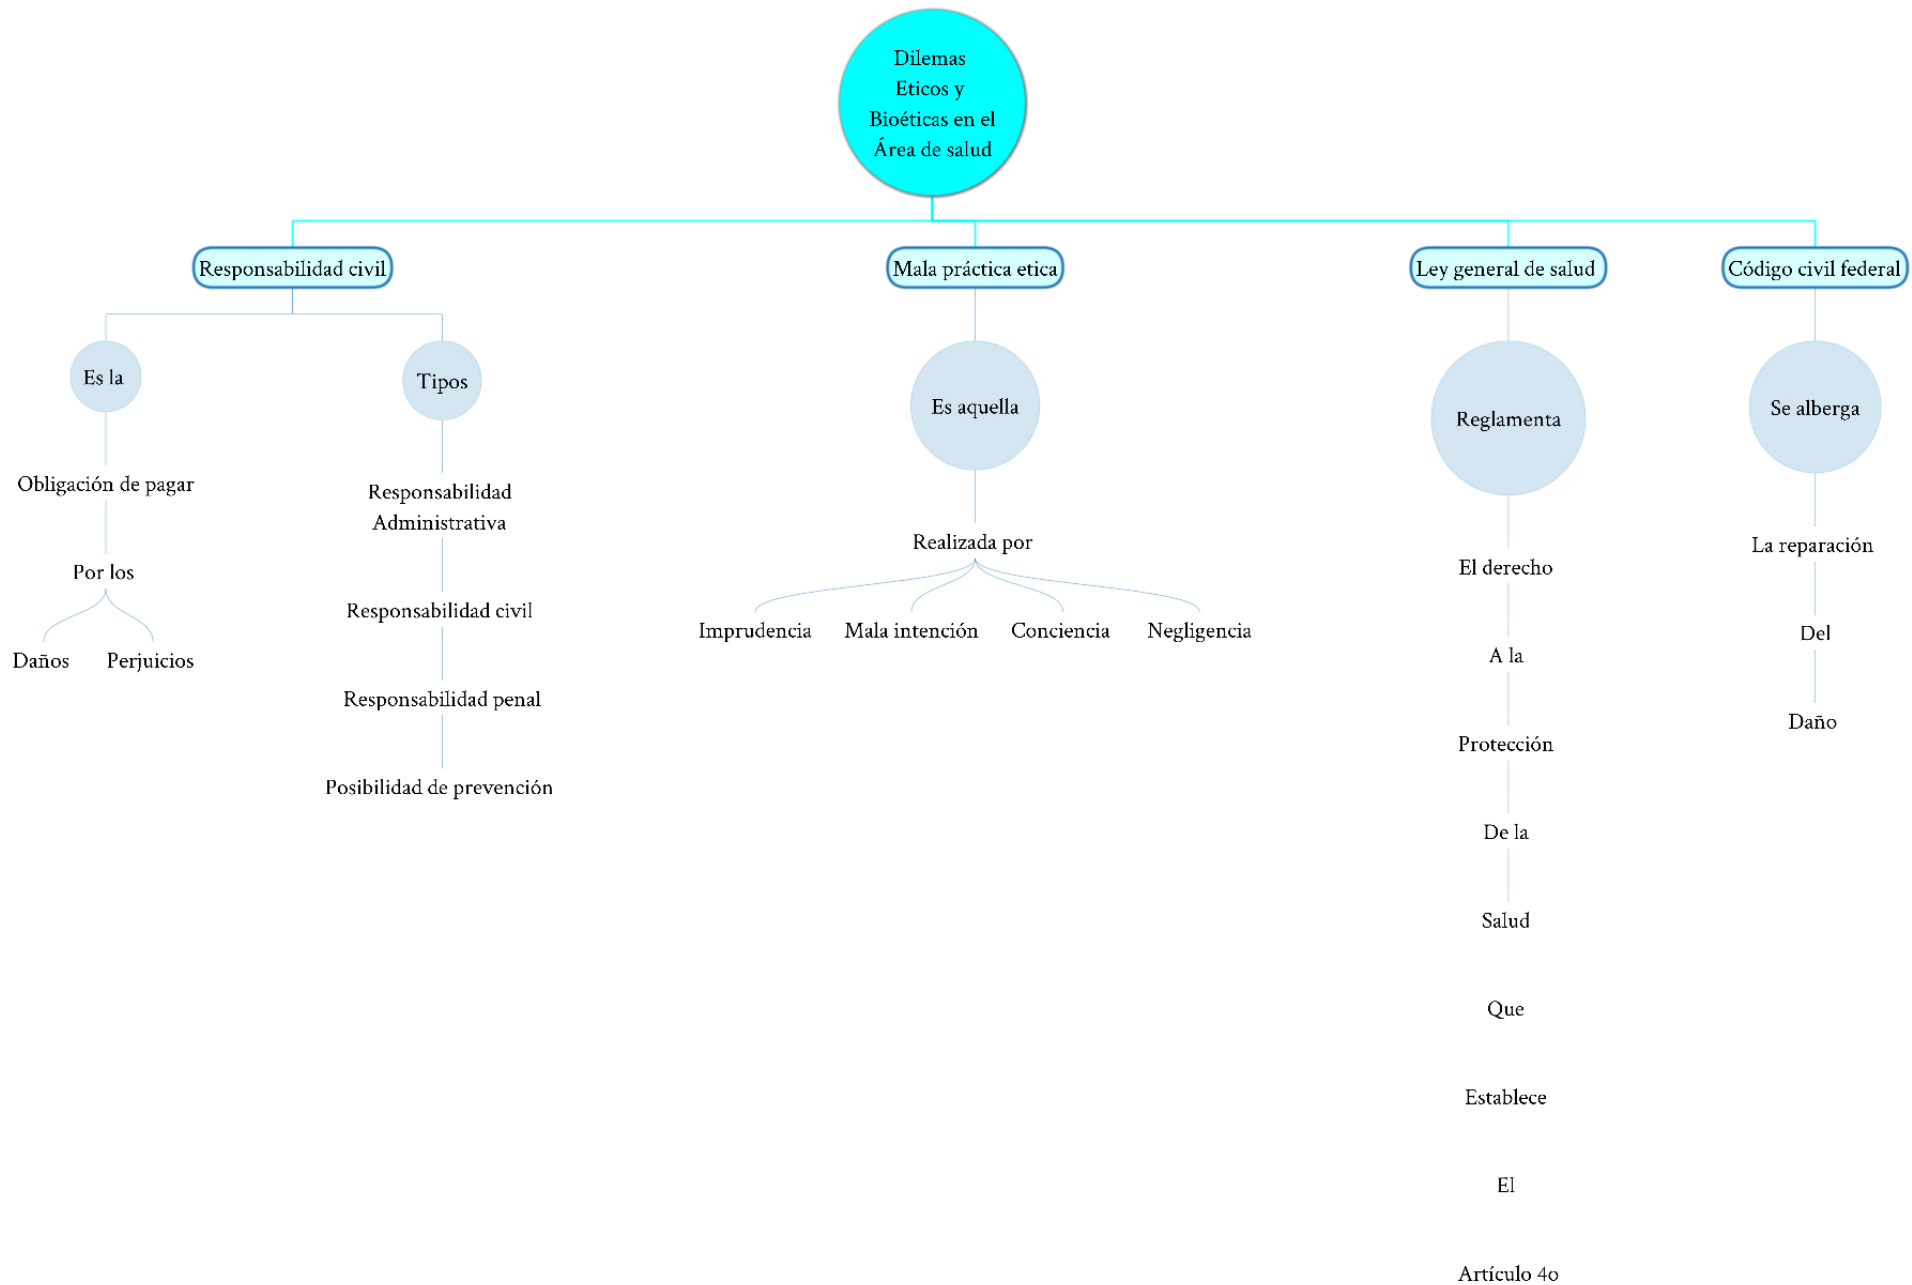 Dilemas
Eticos y
Bioéticas en el
Área de salud
Responsabilidad civil
Es la
Obligación de pagar
Por los
Daños
Perjuicios
Tipos
Responsabilidad
Administrativa
Responsabilidad civil
Responsabilidad penal
Posibilidad de prevención
Mala práctica etica
Es aquella
Realizada por
Imprudencia
Mala intención
Conciencia
Negligencia
Ley general de salud
Reglamenta
El derecho
A la
Protección
De la
Salud
Que
Establece
El
Artículo 4o
Código civil federal
Se alberga
La reparación
Del
Daño